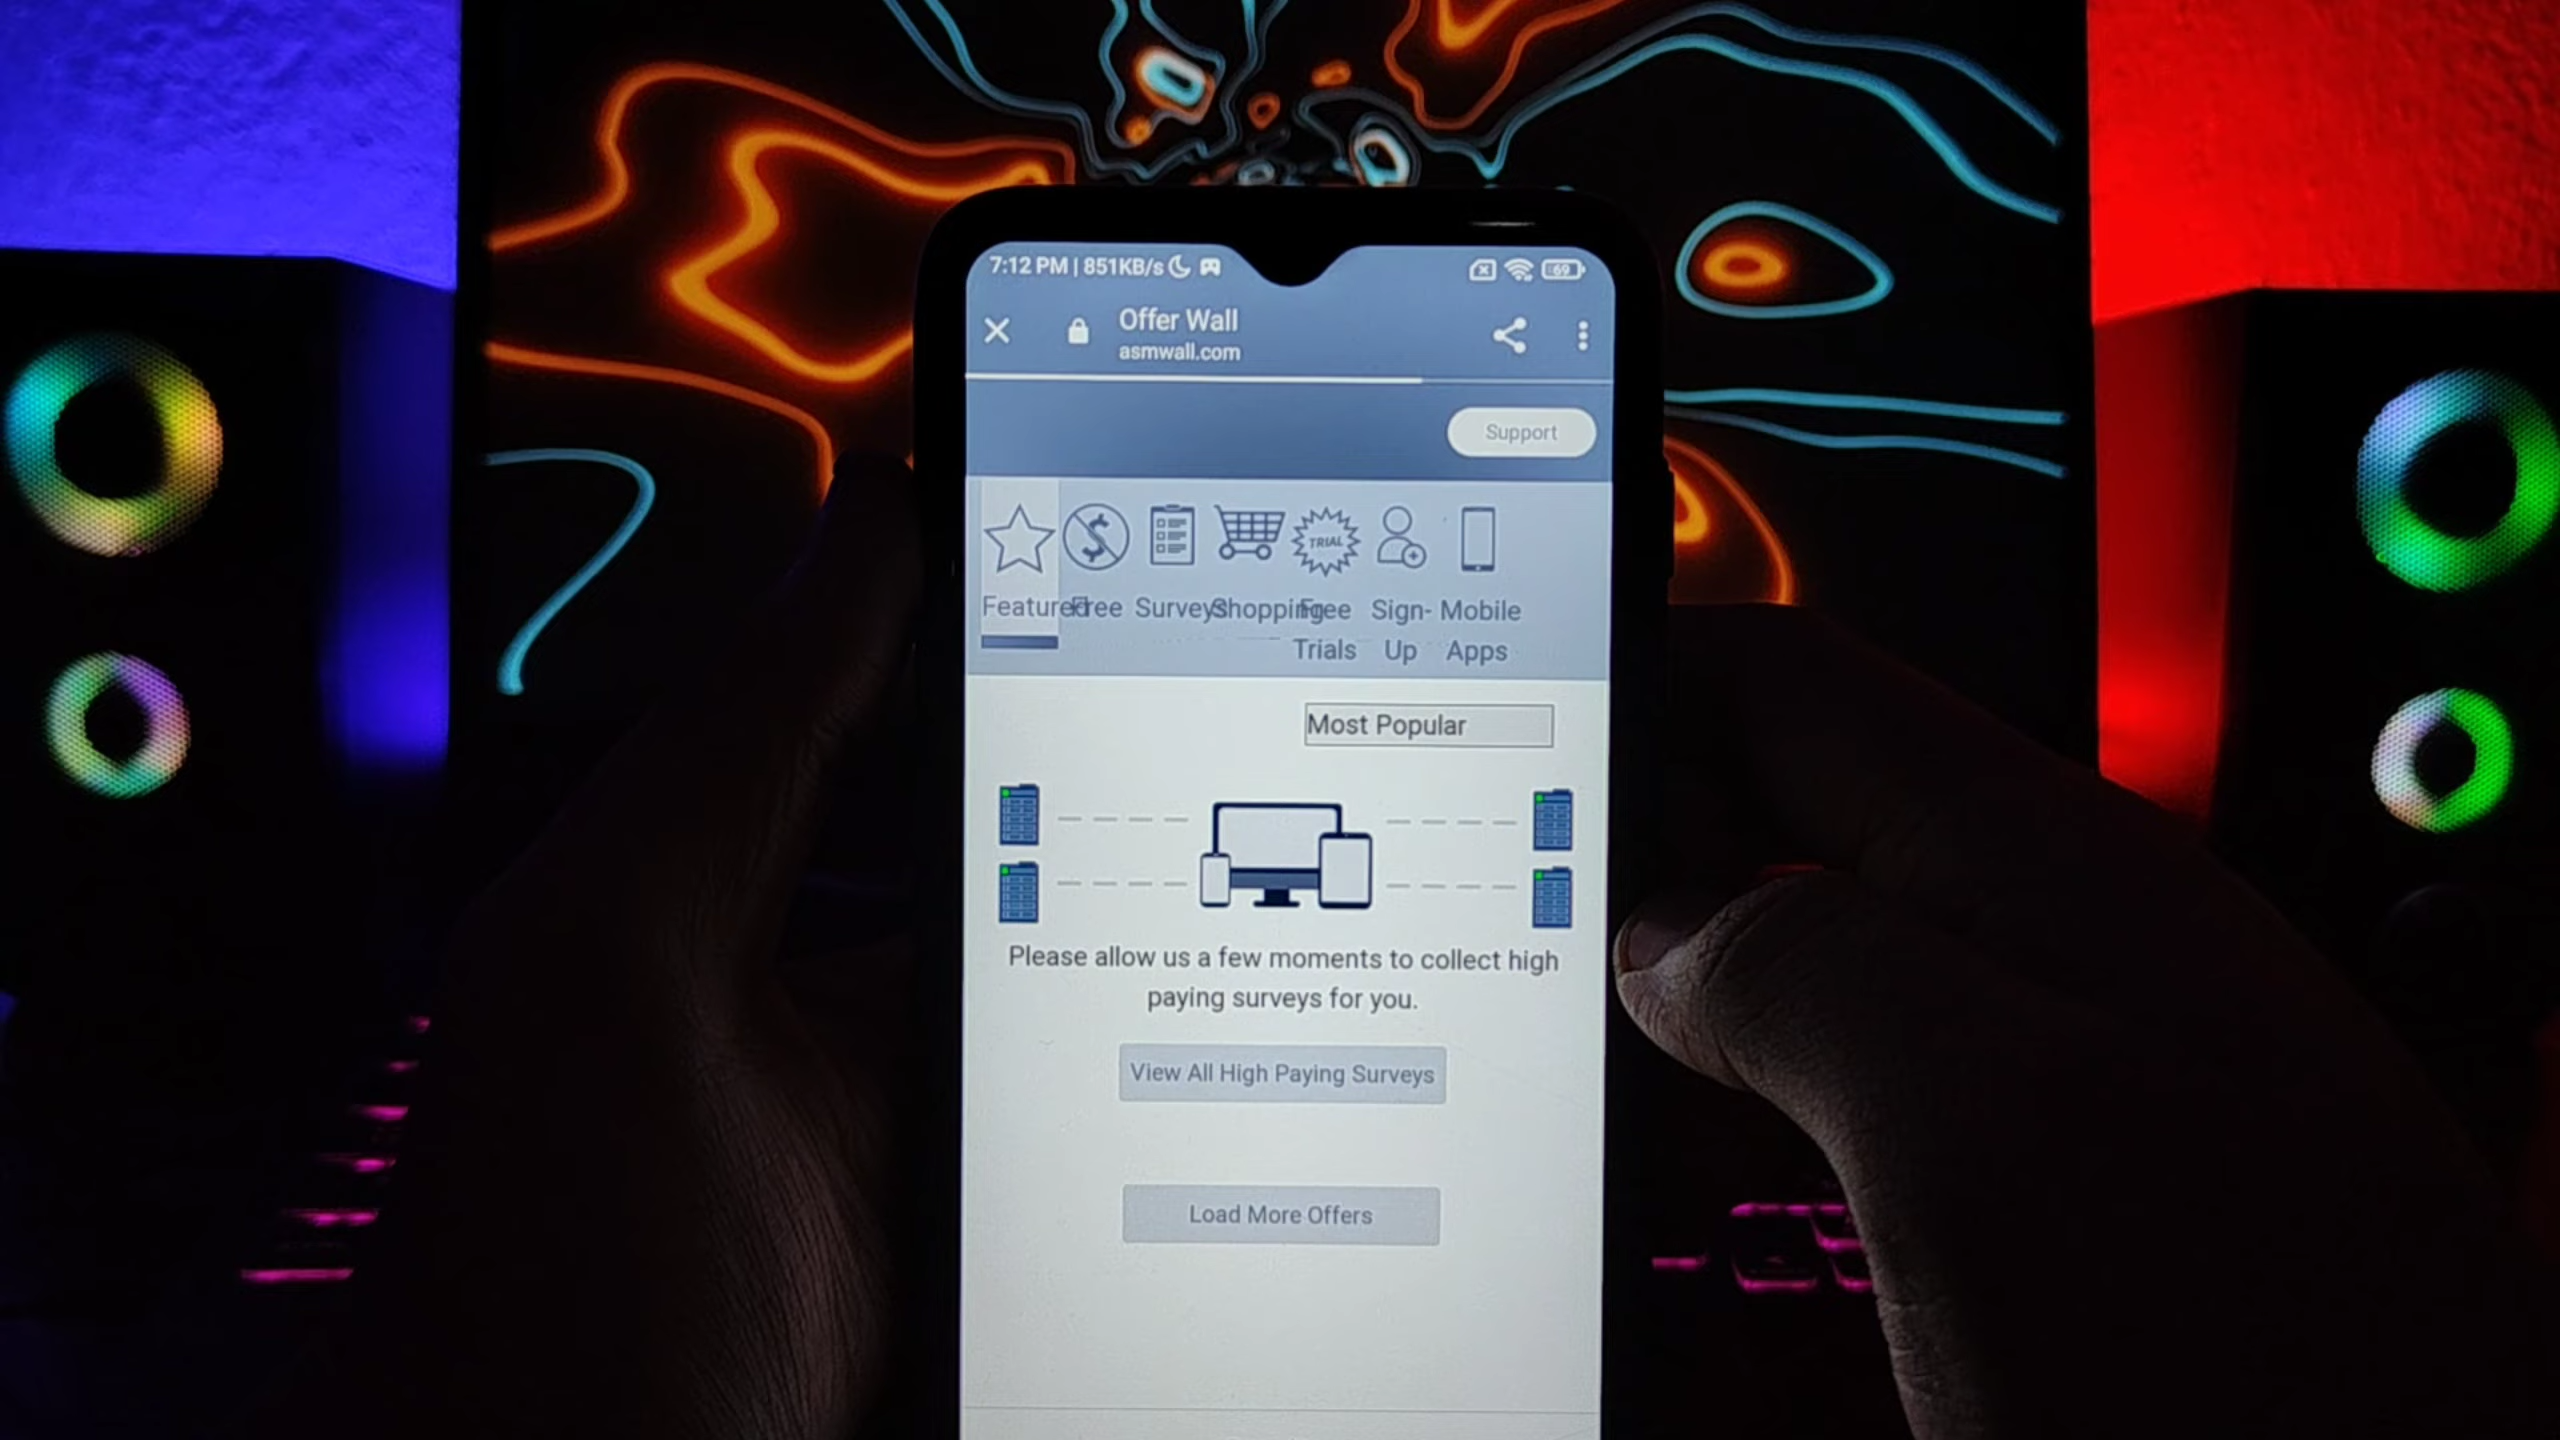 7:12 PM | 851KB/s
69
Offer Wall
asmwall.com
Support
TRIAL
Featured Free Surveys Shopping Free Sign- Mobile
Trials Up Apps
Most Popular
Please allow us a few moments to collect high
paying surveys for you.
View All High Paying Surveys
Load More Offers